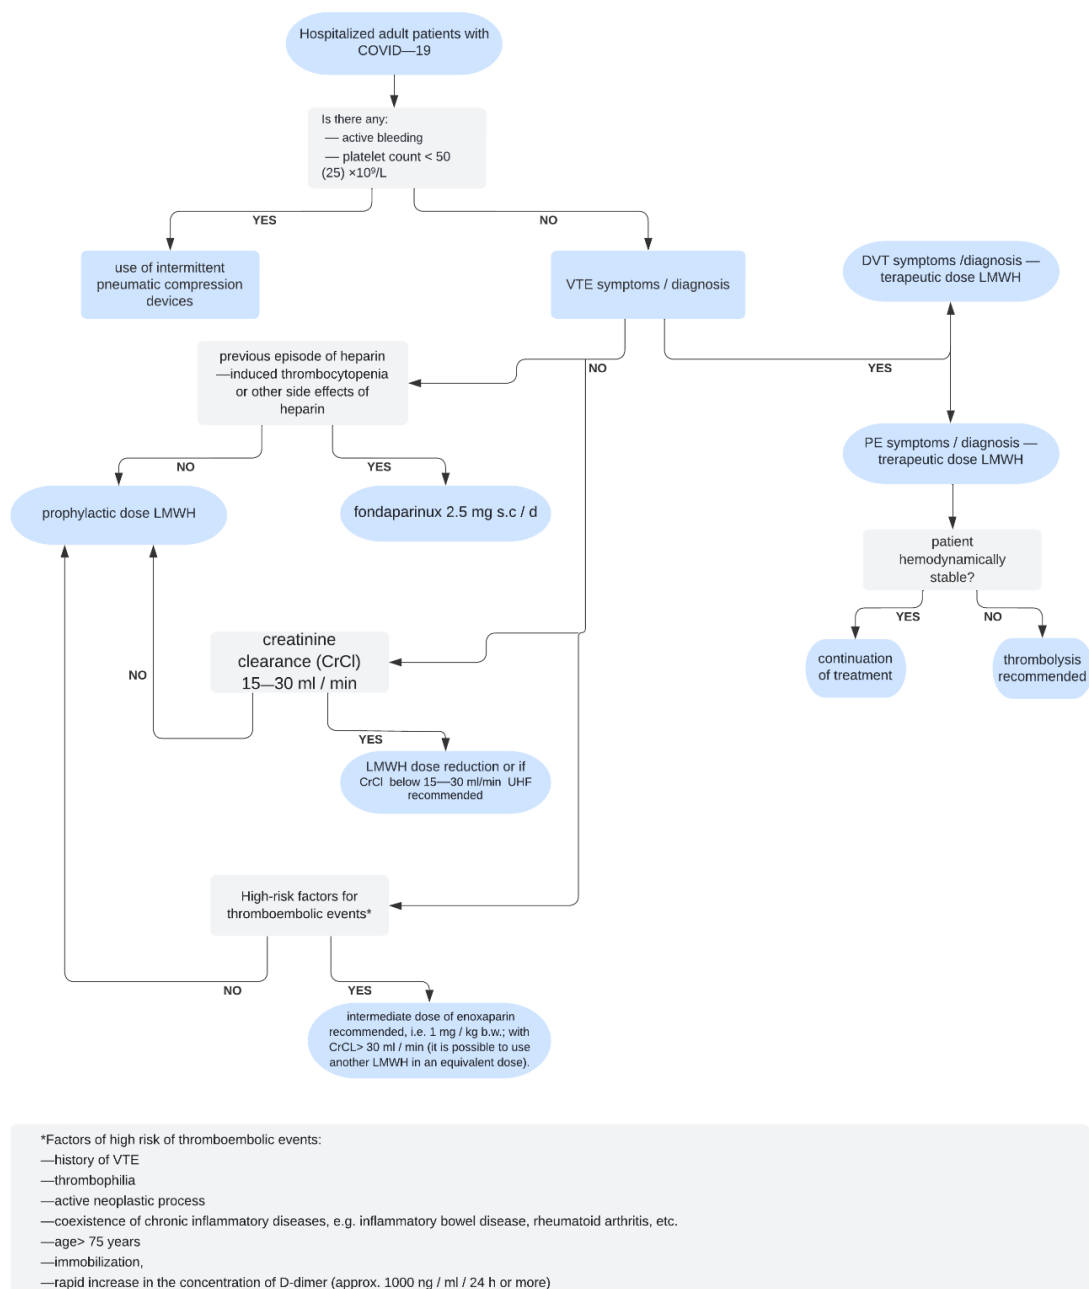 Hospitalized adult patients with
COVID—19
Is there any:
— active bleeding
— platelet count < 50
(25) ×10⁹/L
YES
NO
use of intermittent
pneumatic compression
devices
VTE symptoms / diagnosis
DVT symptoms /diagnosis —
terapeutic dose LMWH
previous episode of heparin
—induced thrombocytopenia
or other side effects of
heparin
NO
YES
NO
YES
prophylactic dose LMWH
fondaparinux 2.5 mg s.c / d
PE symptoms / diagnosis —
trerapeutic dose LMWH
patient
hemodynamically
stable?
YES
NO
continuation
of treatment
thrombolysis
recommended
creatinine
clearance (CrCl)
15—30 ml / min
NO
YES
LMWH dose reduction or if
CrCl below 15—30 ml/min UHF
recommended
High-risk factors for
thromboembolic events*
NO
YES
intermediate dose of enoxaparin
recommended, i.e. 1 mg / kg b.w.; with
CrCL> 30 ml / min (it is possible to use
another LMWH in an equivalent dose).
*Factors of high risk of thromboembolic events:
—history of VTE
—thrombophilia
—active neoplastic process
—coexistence of chronic inflammatory diseases, e.g. inflammatory bowel disease, rheumatoid arthritis, etc.
—age> 75 years
—immobilization,
—rapid increase in the concentration of D-dimer (approx. 1000 ng / ml / 24 h or more)